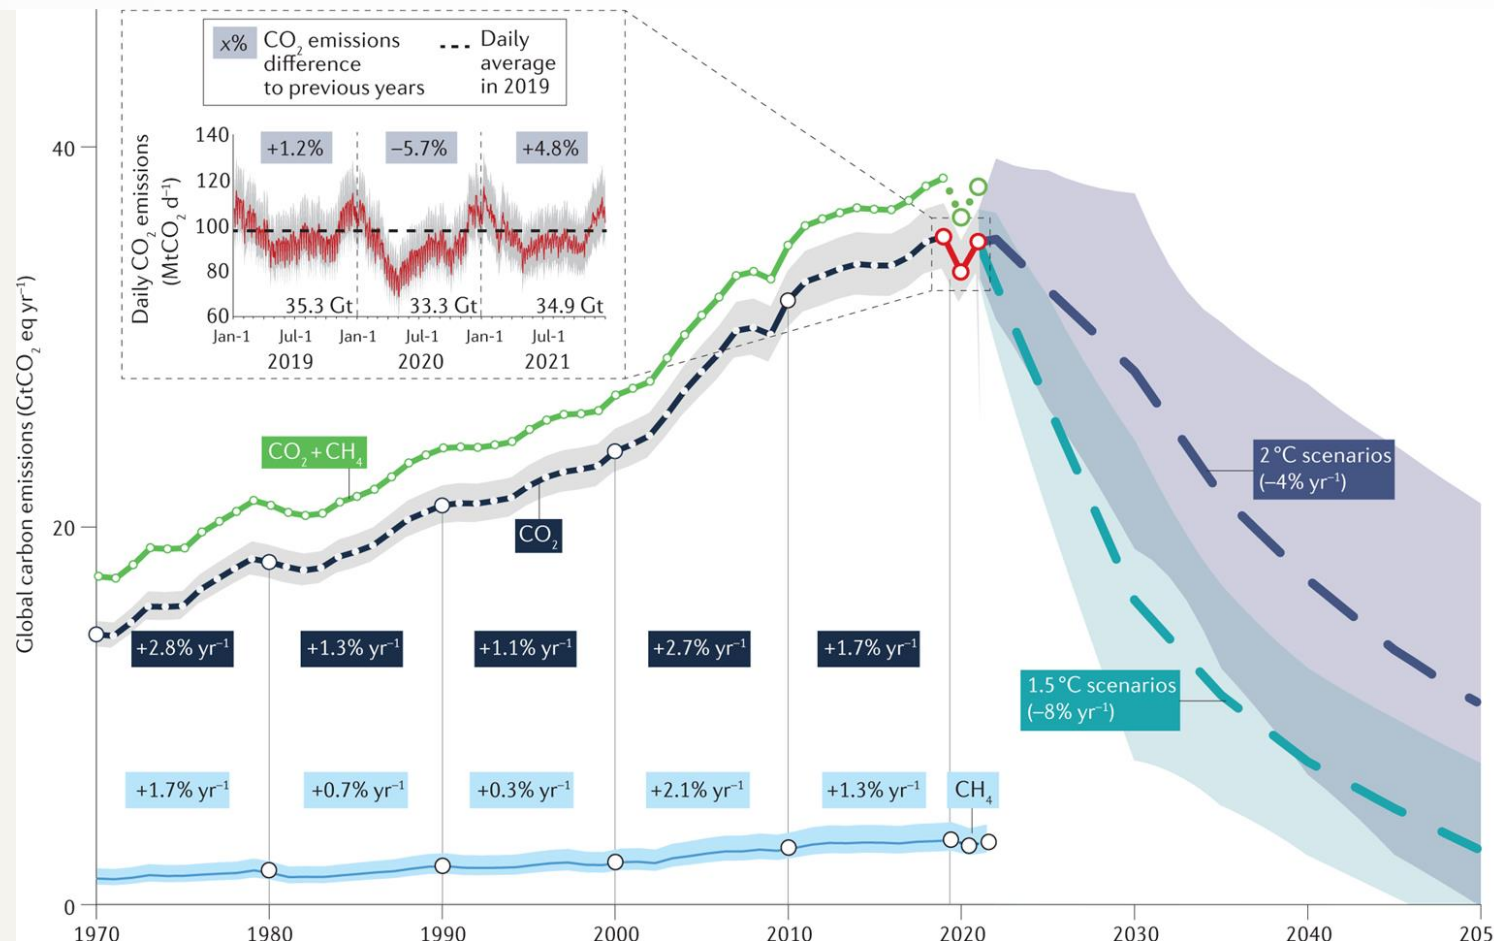 x% CO₂ emissions
difference
to previous years
Daily
average
in 2019
Daily CO₂ emissions
(MtCO₂ d⁻¹)
140
120
100
80
60
+1.2%
−5.7%
+4.8%
35.3 Gt
33.3 Gt
34.9 Gt
Jan-1 Jul-1 Jan-1 Jul-1 Jan-1 Jul-1
2019 2020 2021
Global carbon emissions (GtCO₂ eq yr⁻¹)
40
20
0
CO₂ + CH₄
CO₂
2 °C scenarios
(−4% yr⁻¹)
1.5 °C scenarios
(−8% yr⁻¹)
+2.8% yr⁻¹ +1.3% yr⁻¹ +1.1% yr⁻¹ +2.7% yr⁻¹ +1.7% yr⁻¹
+1.7% yr⁻¹ +0.7% yr⁻¹ +0.3% yr⁻¹ +2.1% yr⁻¹ +1.3% yr⁻¹ CH₄
1970 1980 1990 2000 2010 2020 2030 2040 205